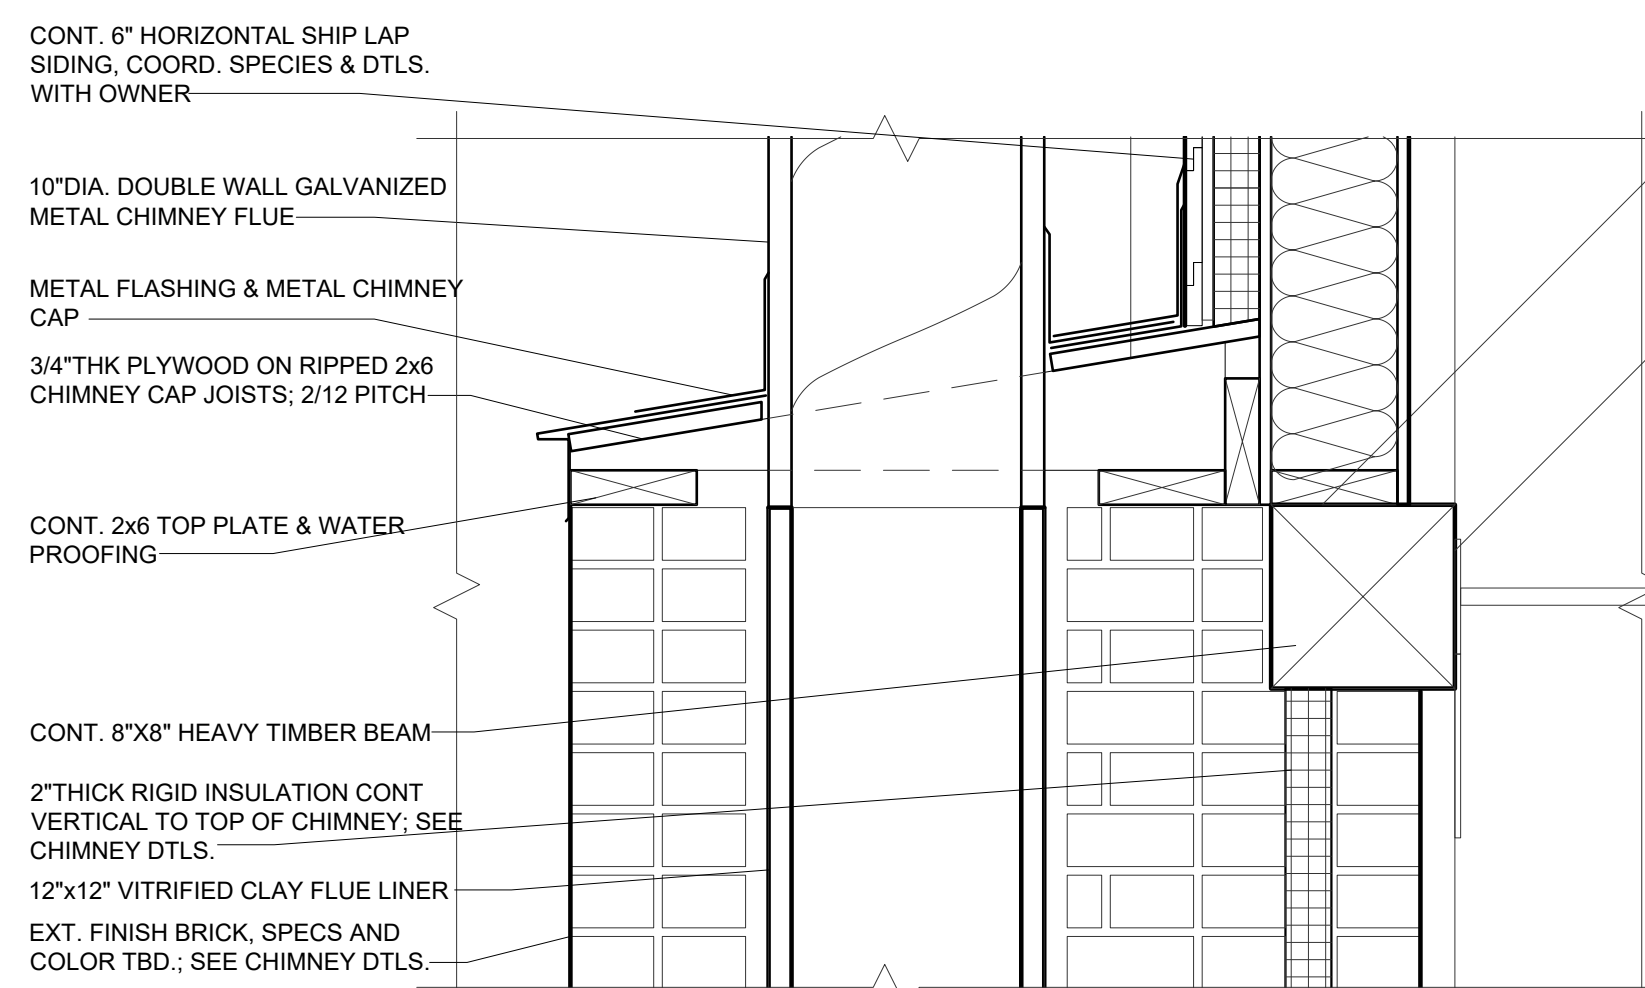 CONT. 6" HORIZONTAL SHIP LAP
SIDING, COORD. SPECIES & DTLS.
WITH OWNER
10"DIA. DOUBLE WALL GALVANIZED
METAL CHIMNEY FLUE
METAL FLASHING & METAL CHIMNEY
CAP
3/4"THK PLYWOOD ON RIPPED 2x6
CHIMNEY CAP JOISTS; 2/12 PITCH
CONT. 2x6 TOP PLATE & WATER
PROOFING
CONT. 8"X8" HEAVY TIMBER BEAM
2"THICK RIGID INSULATION CONT
VERTICAL TO TOP OF CHIMNEY; SEE
CHIMNEY DTLS.
12"x12" VITRIFIED CLAY FLUE LINER
EXT. FINISH BRICK, SPECS AND
COLOR TBD.; SEE CHIMNEY DTLS.